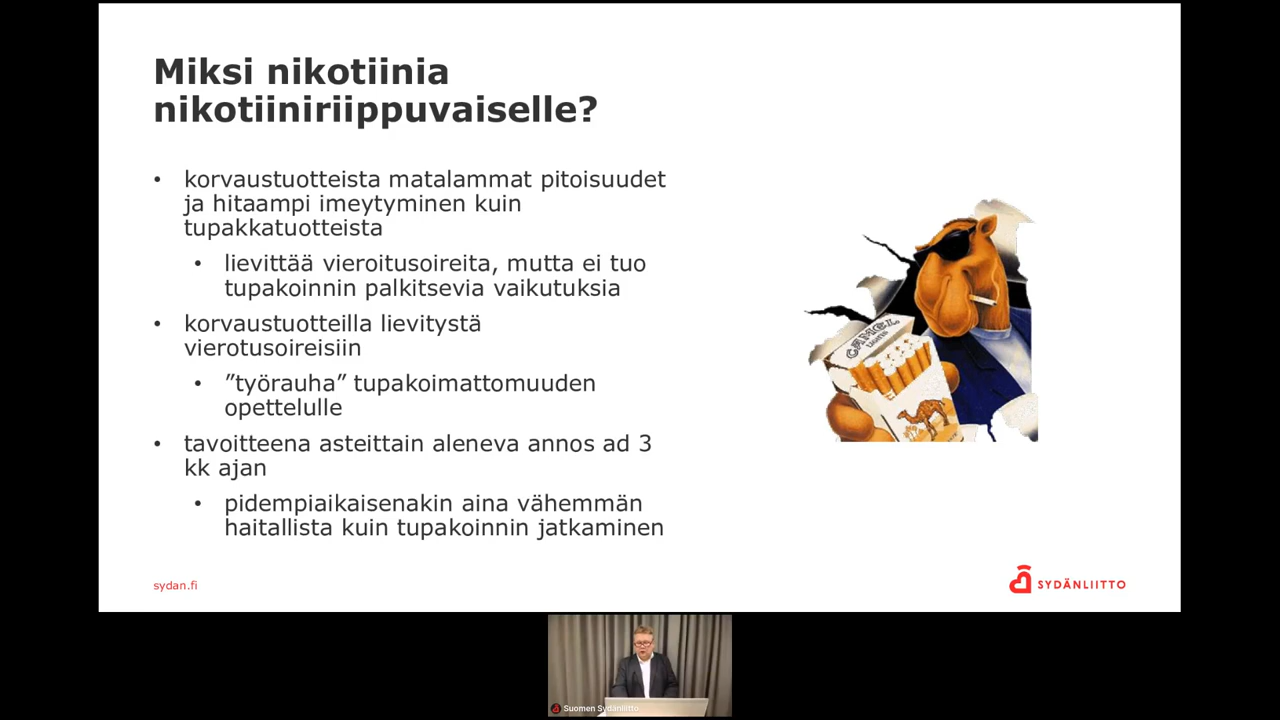 Miksi nikotiinia
nikotiiniriippuvaiselle?
• korvaustuotteista matalammat pitoisuudet
ja hitaampi imeytyminen kuin
tupakkatuotteista
• lievittää vieroitusoireita, mutta ei tuo
tupakoinnin palkitsevia vaikutuksia
• korvaustuotteilla lievitystä
vierotusoireisiin
• ”työrauha” tupakoimattomuuden
opettelulle
• tavoitteena asteittain aleneva annos ad 3
kk ajan
• pidempiaikaisenakin aina vähemmän
haitallista kuin tupakoinnin jatkaminen
CAMEL
LIGHTS
sydan.fi
SYDÄNLIITTO
Suomen Sydänliitto